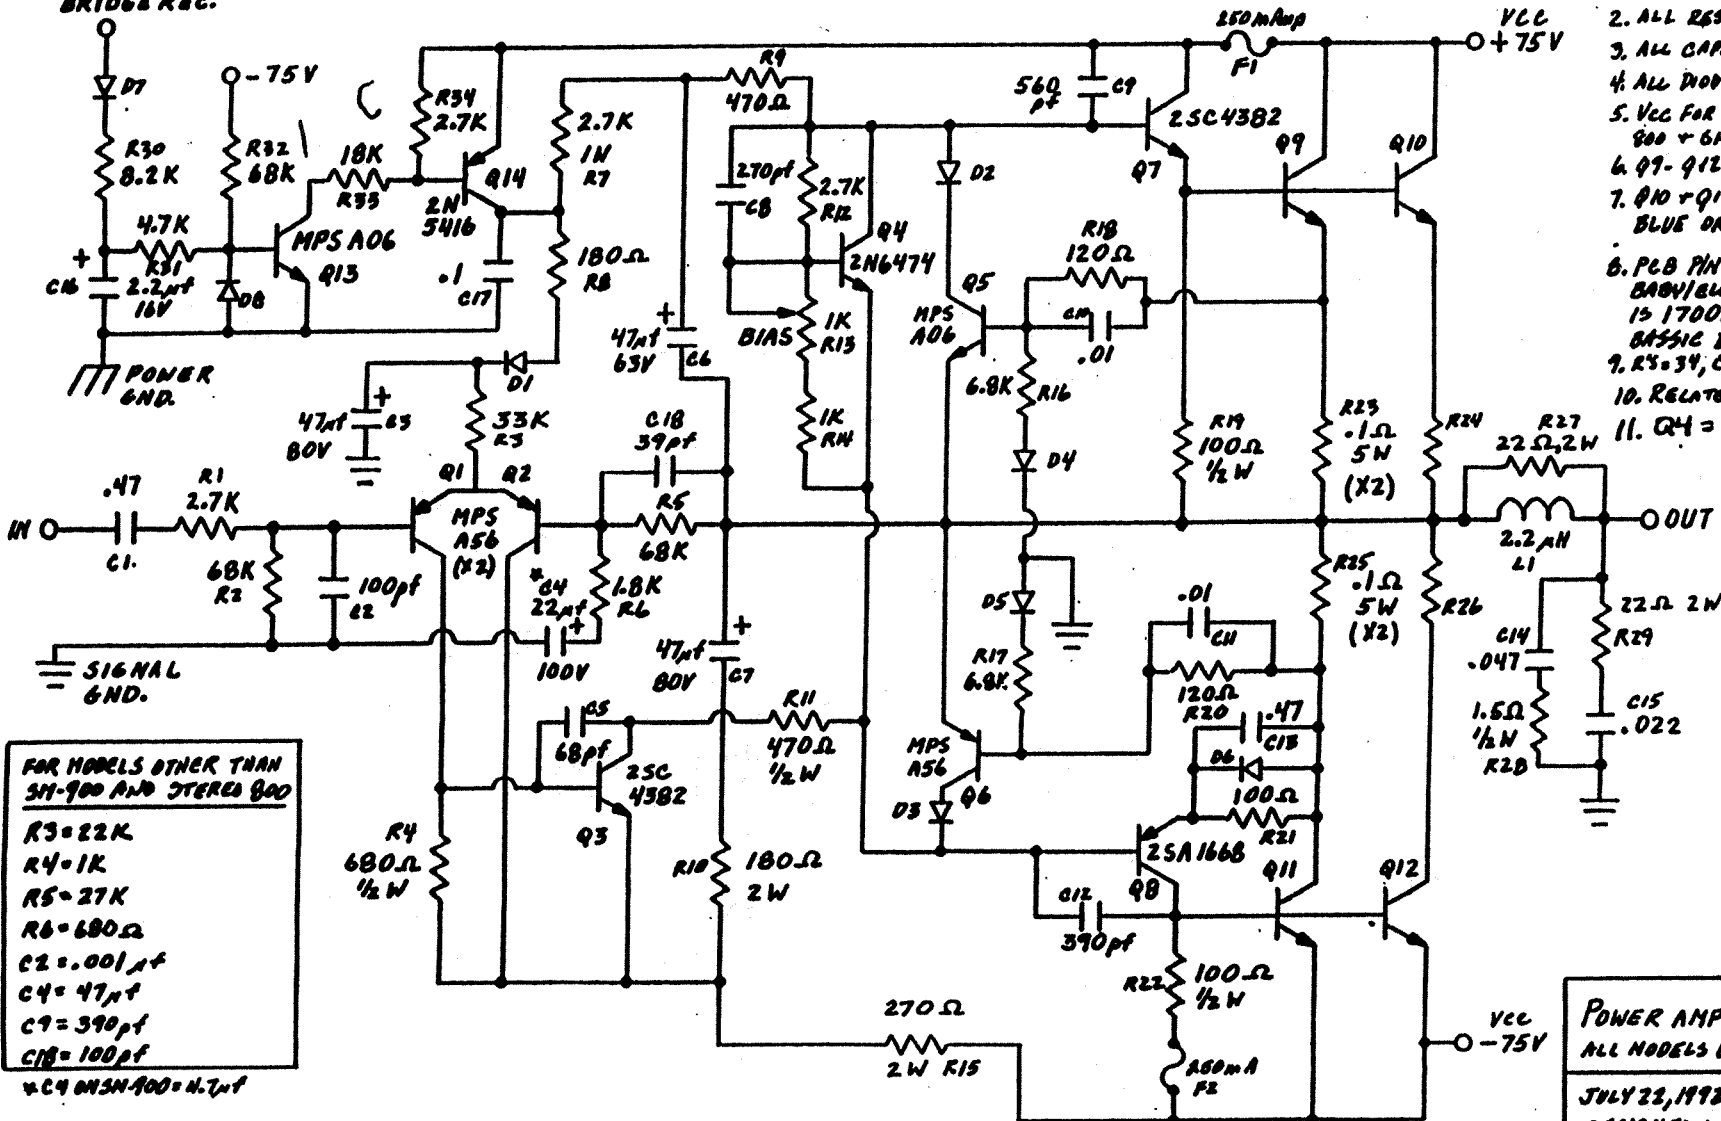 BRIDGE REC.
D7
-75V
R30
8.2K
R32
68K
18K
R33
R34
2.7K
Q14
2N
5416
2.7K
1W
R7
R9
470Ω
250mAmp
F1
VCC
+75V
560
pf
C9
2SC4382
Q7
Q9
Q10
4.7K
R31
2.2µf
16V
C16
D8
MPS A06
Q13
.1
C17
180Ω
R8
270pf
C8
2.7K
R12
Q4
2N6474
D2
Q5
MPS
A06
R18
120Ω
.01
POWER
GND.
D1
47µf
63V
C6
BIAS
1K
R13
1K
R14
6.8K
R16
D4
47µf
80V
C3
33K
R3
C18
39pf
R19
100Ω
½W
R23
.1Ω
5W
(X2)
R24
R27
22Ω,2W
IN
.47
C1.
R1
2.7K
Q1
Q2
MPS
A56
(X2)
R5
68K
OUT
2.2µH
L1
68K
R2
100pf
C2
*C4
22µf
100V
1.8K
R6
D5
R17
6.8K
R25
.1Ω
5W
(X2)
R26
22Ω 2W
R29
C14
.047
1.5Ω
½W
R28
C15
.022
SIGNAL
GND.
47µf
80V
C7
.01
C11
120Ω
R20
.47
C13
D6
100Ω
R21
C5
68pf
R11
470Ω
½W
MPS
A56
Q6
D3
2SC
4382
Q3
R4
680Ω
½W
R10
180Ω
2W
2SA1668
Q8
Q11
Q12
C12
390pf
R22
100Ω
½W
250mA
F2
270Ω
2W R15
VCC
-75V
FOR MODELS OTHER THAN
SM-900 AND STEREO 800
R3=22K
R4=1K
R5=27K
R6=680Ω
C2=.001µf
C4=47µf
C9=390pf
C18=100pf
*C4 ON SM-900=4.7µf
2. ALL RES
3. ALL CAP
4. ALL DIOD
5. VCC FOR
800 +
6. Q9-Q12
7. Q10 + Q1
BLUE
8. PCB P/N
BABY/
IS 1700
BASSIC
9. R3=34, C
10. RELATE
11. Q4 =
POWER AMP
ALL MODELS
JULY 22, 1992